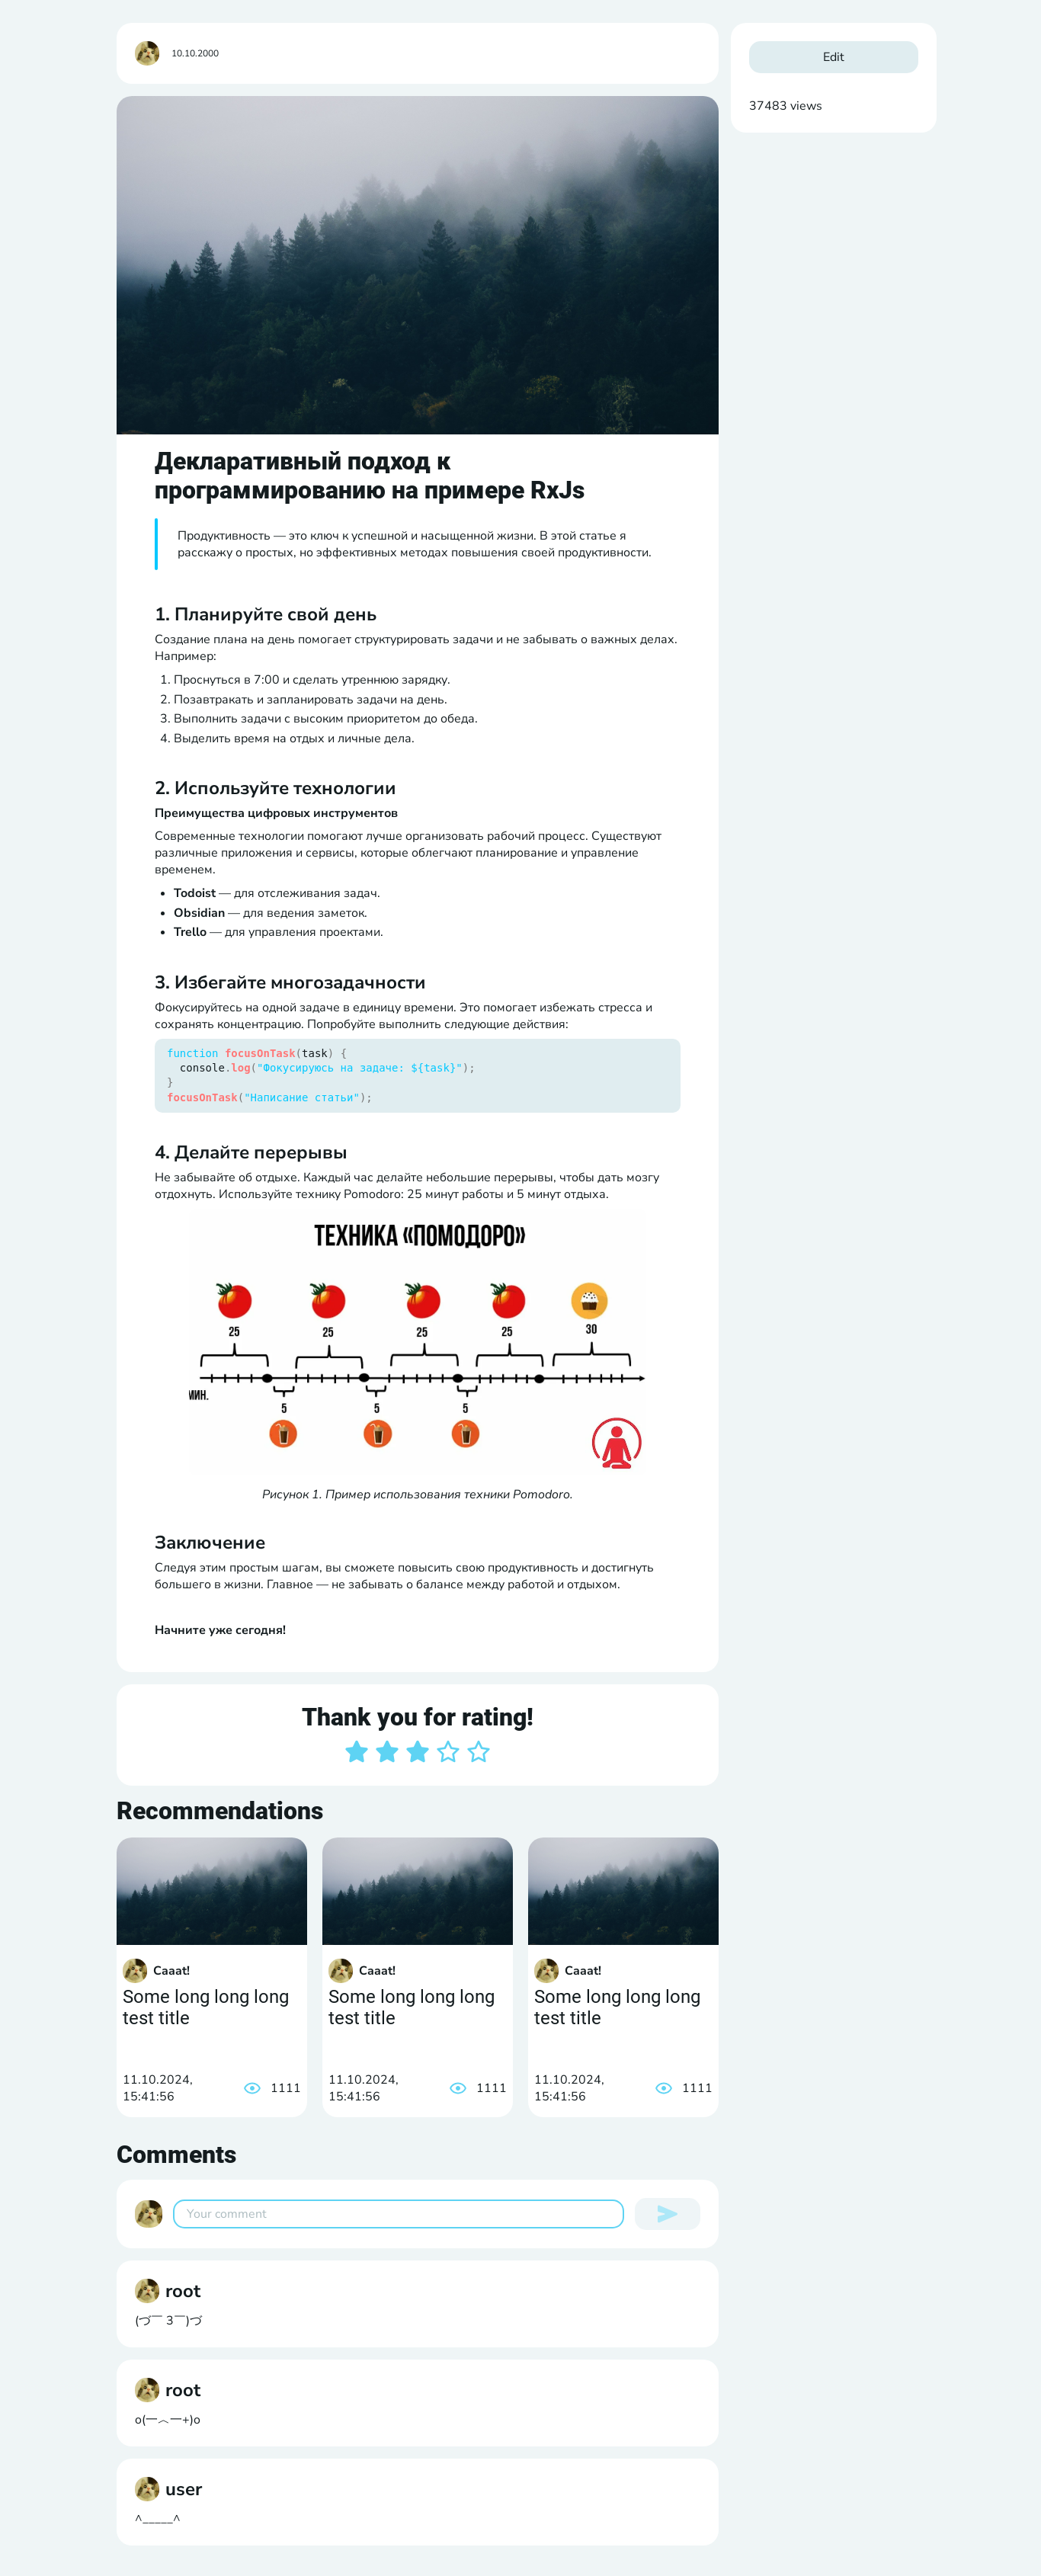 10.10.2000
Edit
37483 views
Декларативный подход к
программированию на примере RxJs
Продуктивность — это ключ к успешной и насыщенной жизни. В этой статье я
расскажу о простых, но эффективных методах повышения своей продуктивности.
1. Планируйте свой день
Создание плана на день помогает структурировать задачи и не забывать о важных делах.
Например:
1. Проснуться в 7:00 и сделать утреннюю зарядку.
2. Позавтракать и запланировать задачи на день.
3. Выполнить задачи с высоким приоритетом до обеда.
4. Выделить время на отдых и личные дела.
2. Используйте технологии
Преимущества цифровых инструментов
Современные технологии помогают лучше организовать рабочий процесс. Существуют
различные приложения и сервисы, которые облегчают планирование и управление
временем.
• Todoist — для отслеживания задач.
• Obsidian — для ведения заметок.
• Trello — для управления проектами.
3. Избегайте многозадачности
Фокусируйтесь на одной задаче в единицу времени. Это помогает избежать стресса и
сохранять концентрацию. Попробуйте выполнить следующие действия:
function focusOnTask(task) {
  console.log("Фокусируюсь на задаче: ${task}");
}
focusOnTask("Написание статьи");
4. Делайте перерывы
Не забывайте об отдыхе. Каждый час делайте небольшие перерывы, чтобы дать мозгу
отдохнуть. Используйте технику Pomodoro: 25 минут работы и 5 минут отдыха.
ТЕХНИКА «ПОМОДОРО»
25 25 25 25 30
МИН.
5 5 5
Рисунок 1. Пример использования техники Pomodoro.
Заключение
Следуя этим простым шагам, вы сможете повысить свою продуктивность и достигнуть
большего в жизни. Главное — не забывать о балансе между работой и отдыхом.
Начните уже сегодня!
Thank you for rating!
Recommendations
Caaat!
Some long long long
test title
11.10.2024,
15:41:56
1111
Caaat!
Some long long long
test title
11.10.2024,
15:41:56
1111
Caaat!
Some long long long
test title
11.10.2024,
15:41:56
1111
Comments
Your comment
root
(づ￣ 3￣)づ
root
o(一︿一+)o
user
^_____^